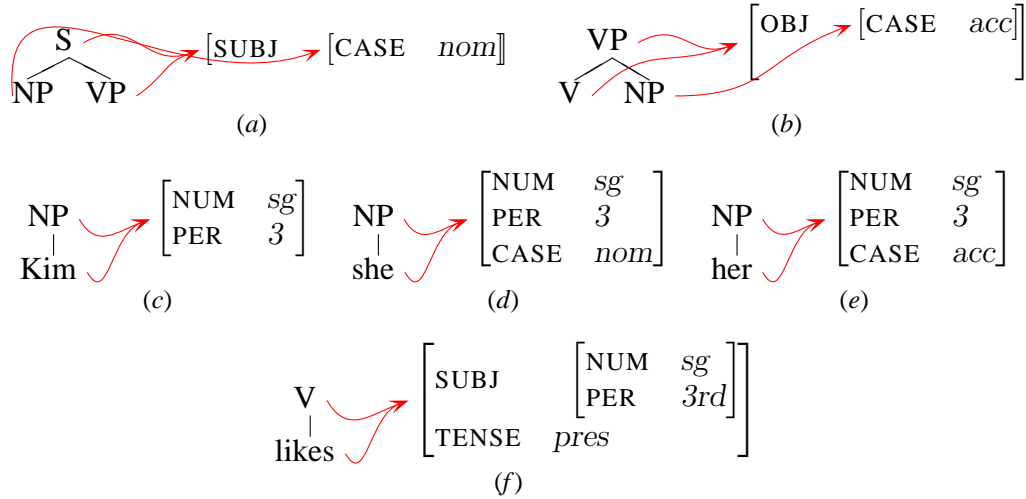 S [SUBJ [CASE nom]]
NP VP
(a)
VP [OBJ [CASE acc]]
V NP
(b)
NP [NUM sg
PER 3]
Kim
(c)
NP [NUM sg
PER 3
CASE nom]
she
(d)
NP [NUM sg
PER 3
CASE acc]
her
(e)
V [SUBJ [NUM sg
PER 3rd]
TENSE pres]
likes
(f)